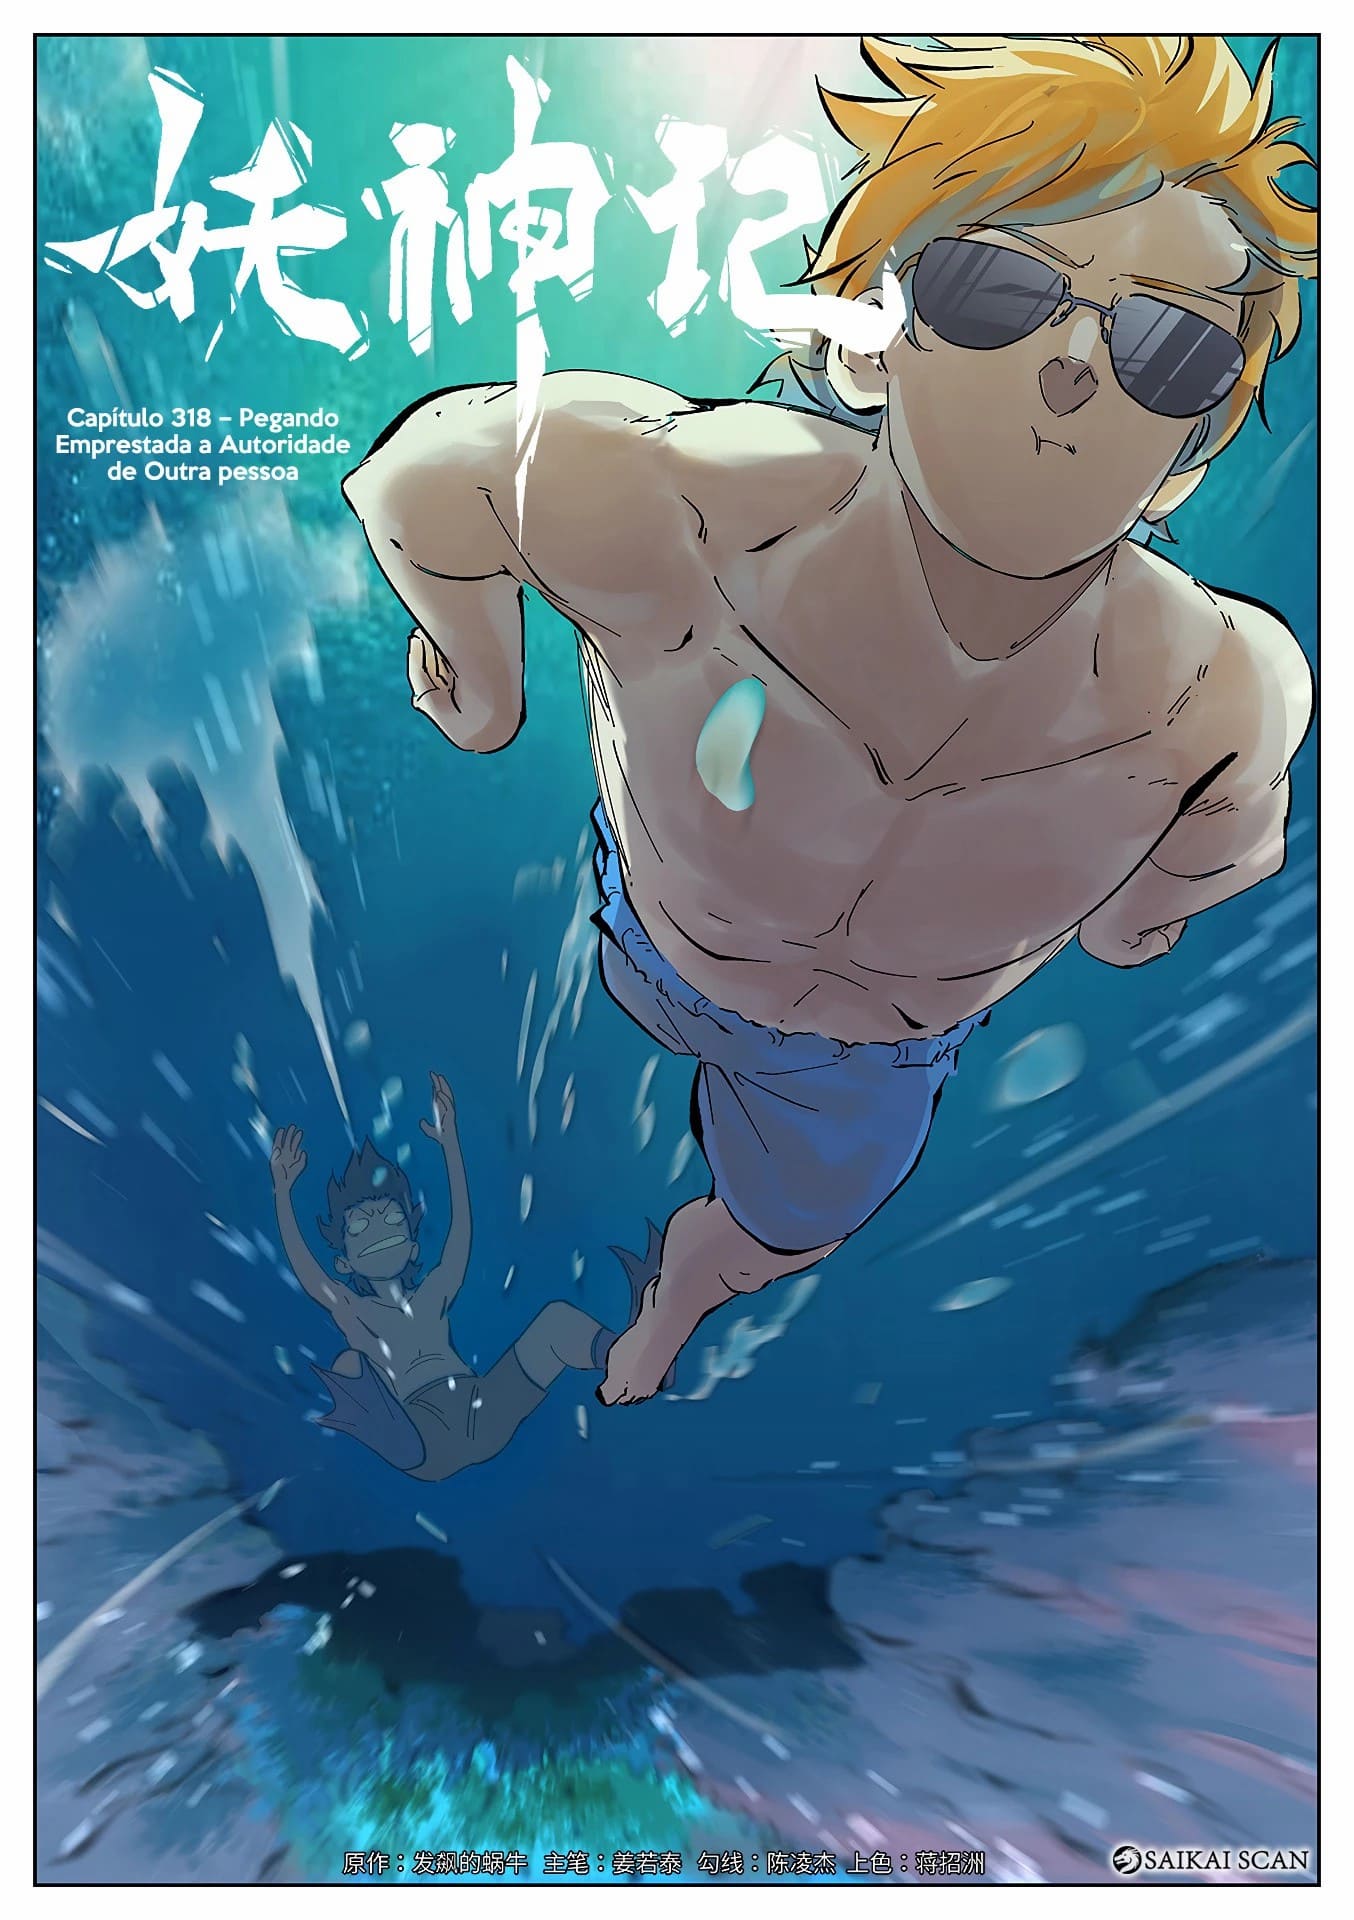 妖神记
Capítulo 318 – Pegando
Emprestada a Autoridade
de Outra pessoa
原作：发飙的蜗牛 主笔：姜若泰 勾线：陈凌杰 上色：蒋招洲
SAIKAI SCAN